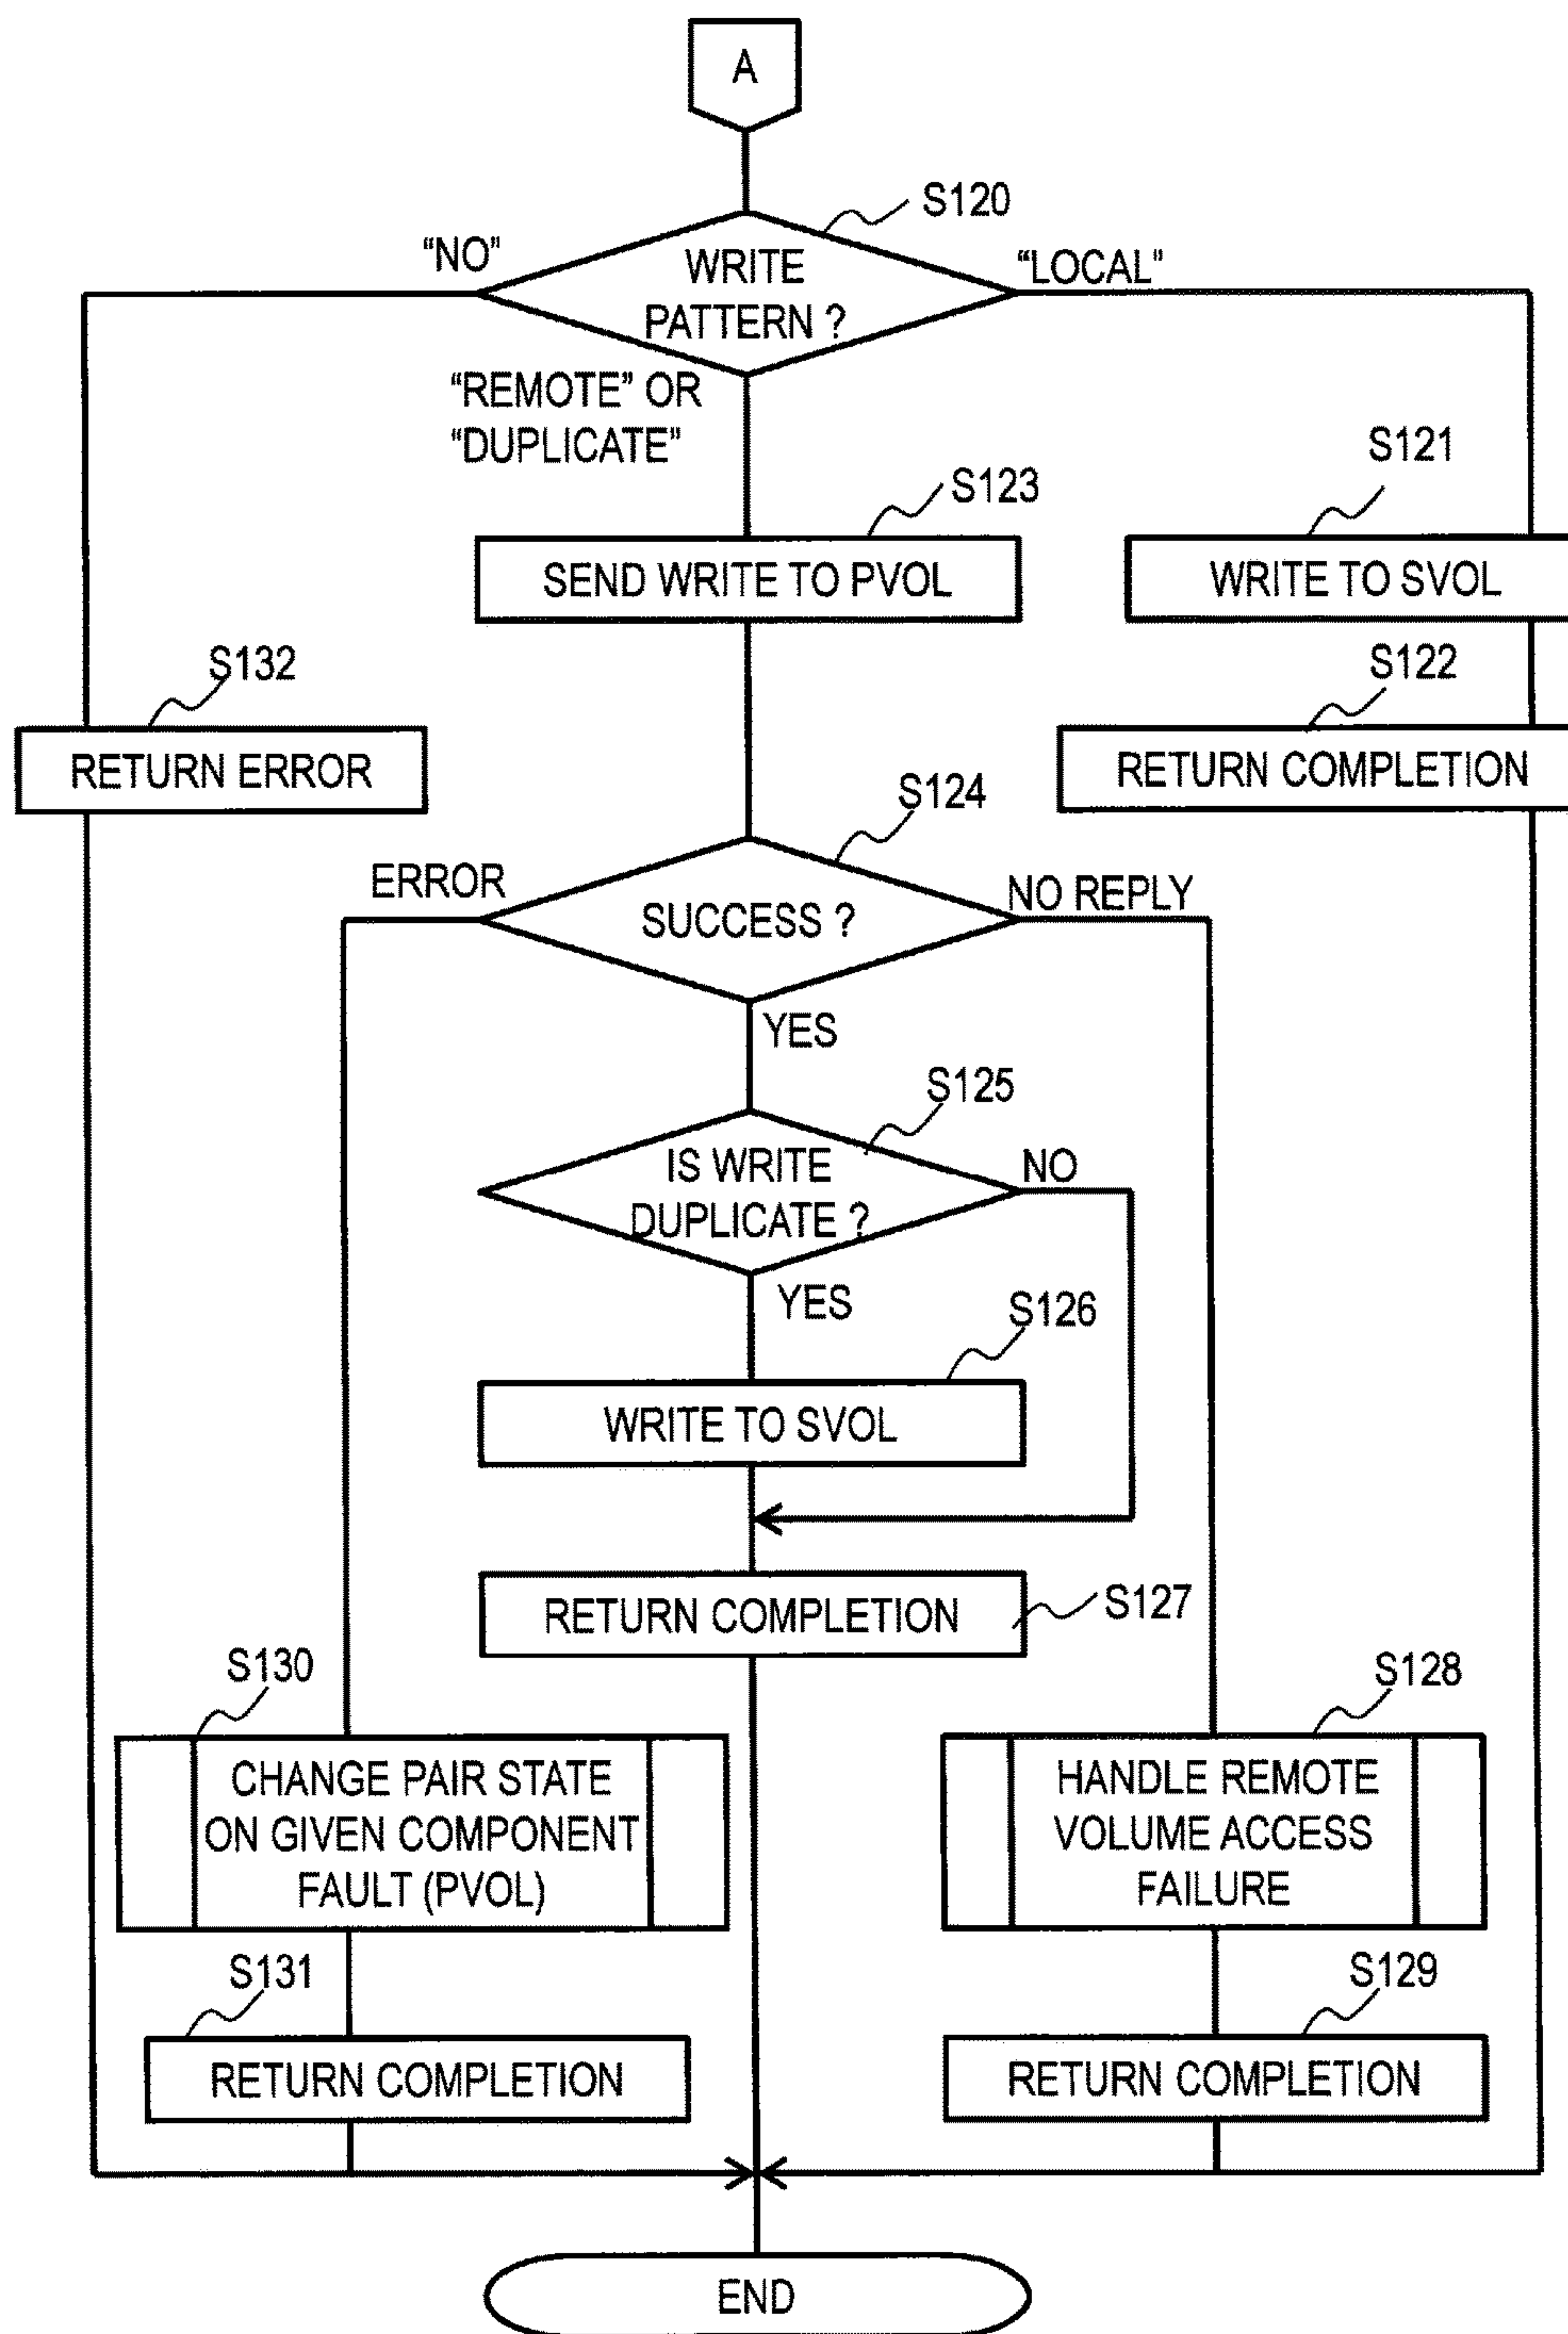 A
S120
“NO”
WRITE
PATTERN ?
“LOCAL”
“REMOTE” OR
“DUPLICATE”
S123
SEND WRITE TO PVOL
S121
WRITE TO SVOL
S132
RETURN ERROR
S122
RETURN COMPLETION
S124
ERROR
SUCCESS ?
NO REPLY
YES
S125
IS WRITE
DUPLICATE ?
NO
YES
S126
WRITE TO SVOL
RETURN COMPLETION
S127
S130
CHANGE PAIR STATE
ON GIVEN COMPONENT
FAULT (PVOL)
S128
HANDLE REMOTE
VOLUME ACCESS
FAILURE
S131
RETURN COMPLETION
S129
RETURN COMPLETION
END